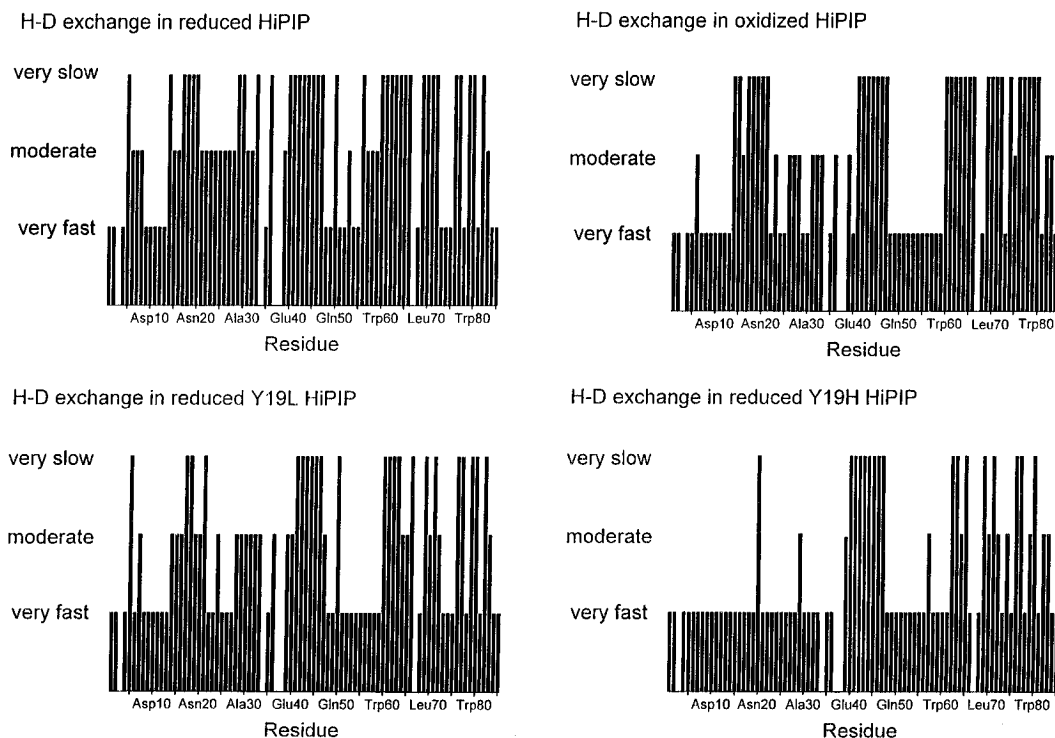 H-D exchange in reduced HiPIP
very slow
moderate
very fast
Asp10 Asn20 Ala30 Glu40 Gln50 Trp60 Leu70 Trp80
Residue
H-D exchange in oxidized HiPIP
very slow
moderate
very fast
Asp10 Asn20 Ala30 Glu40 Gln50 Trp60 Leu70 Trp80
Residue
H-D exchange in reduced Y19L HiPIP
very slow
moderate
very fast
Asp10 Asn20 Ala30 Glu40 Gln50 Trp60 Leu70 Trp80
Residue
H-D exchange in reduced Y19H HiPIP
very slow
moderate
very fast
Asp10 Asn20 Ala30 Glu40 Gln50 Trp60 Leu70 Trp80
Residue